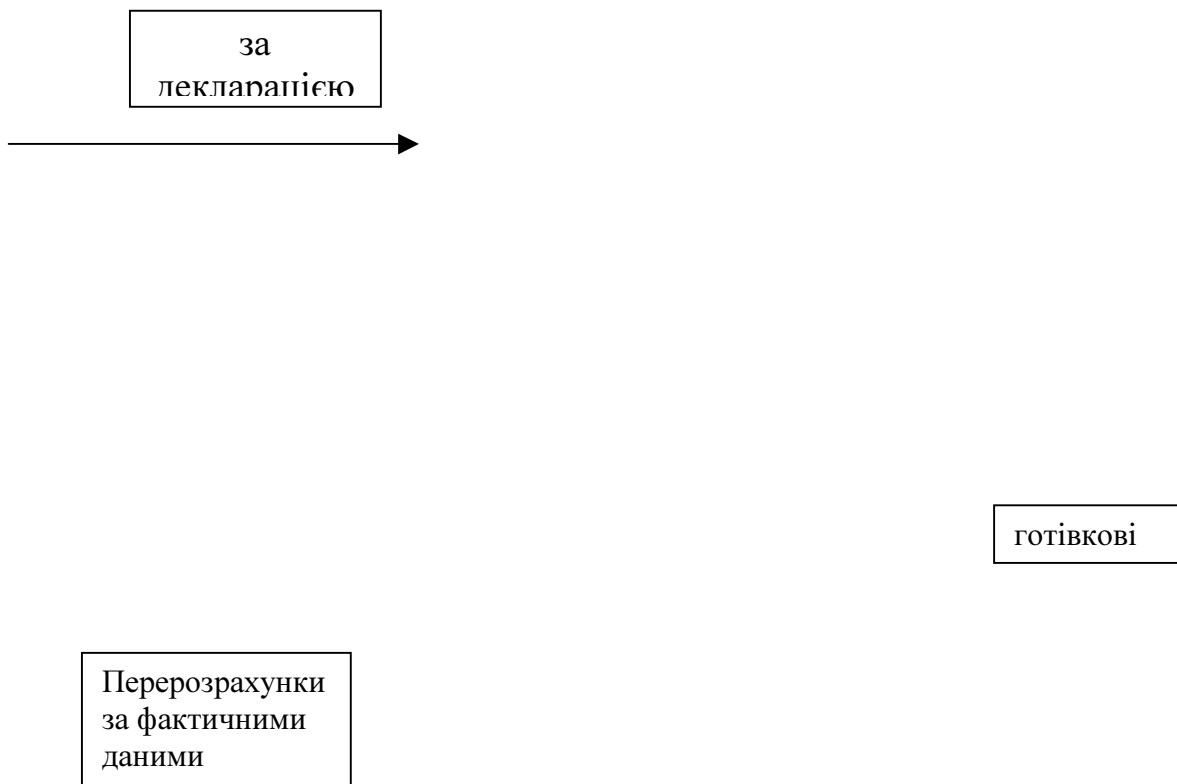 за
декларацією
готівкові
Перерозрахунки
за фактичними
даними